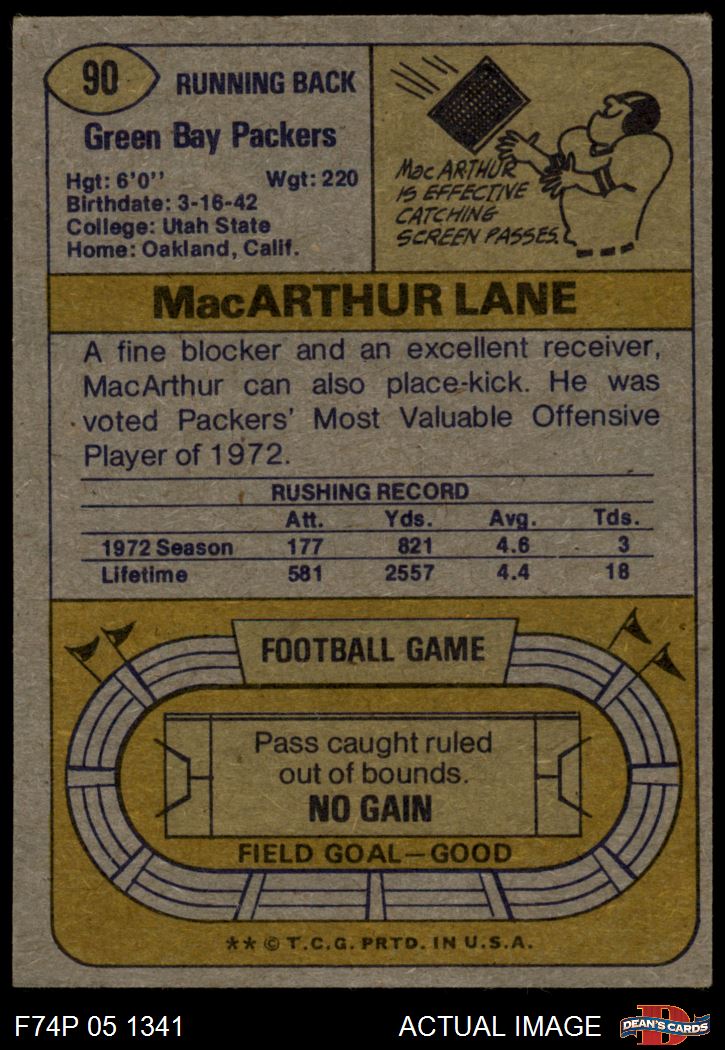 90
RUNNING BACK
Green Bay Packers
Hgt: 6'0'' Wgt: 220
Birthdate: 3-16-42
College: Utah State
Home: Oakland, Calif.
MacARTHUR
IS EFFECTIVE
CATCHING
SCREEN PASSES.
MacARTHUR LANE
A fine blocker and an excellent receiver,
MacArthur can also place-kick. He was
voted Packers' Most Valuable Offensive
Player of 1972.
RUSHING RECORD
Att. Yds. Avg. Tds.
1972 Season 177 821 4.6 3
Lifetime 581 2557 4.4 18
FOOTBALL GAME
Pass caught ruled
out of bounds.
NO GAIN
FIELD GOAL—GOOD
** © T.C.G. PRTD. IN U.S.A.
F74P 05 1341 ACTUAL IMAGE
D
DEAN'S CARDS